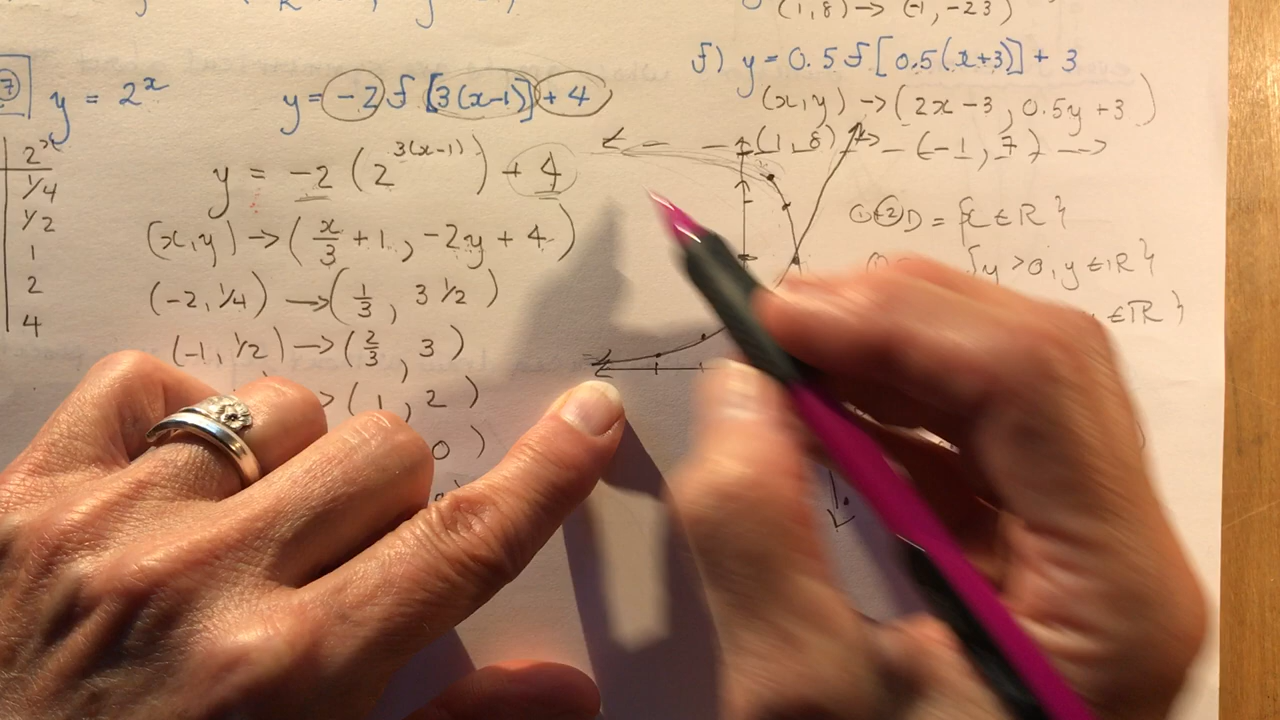 (1,8) → (-1, -23)
f) y = 0.5 f[0.5(x+3)] + 3
(x,y) → (2x-3, 0.5y+3)
(1,8) → (-1, 7)
7
y = 2^x
y = -2 f[3(x-1)] + 4
2^x
1/4
1/2
1
2
4
y = -2(2^{3(x-1)}) + 4
(x,y) → (x/3 + 1, -2y + 4)
(-2, 1/4) → (1/3, 3 1/2)
(-1, 1/2) → (2/3, 3)
→ (1, 2)
0)
D = {x ∈ R}
{y > 0, y ∈ R}
∈ R}